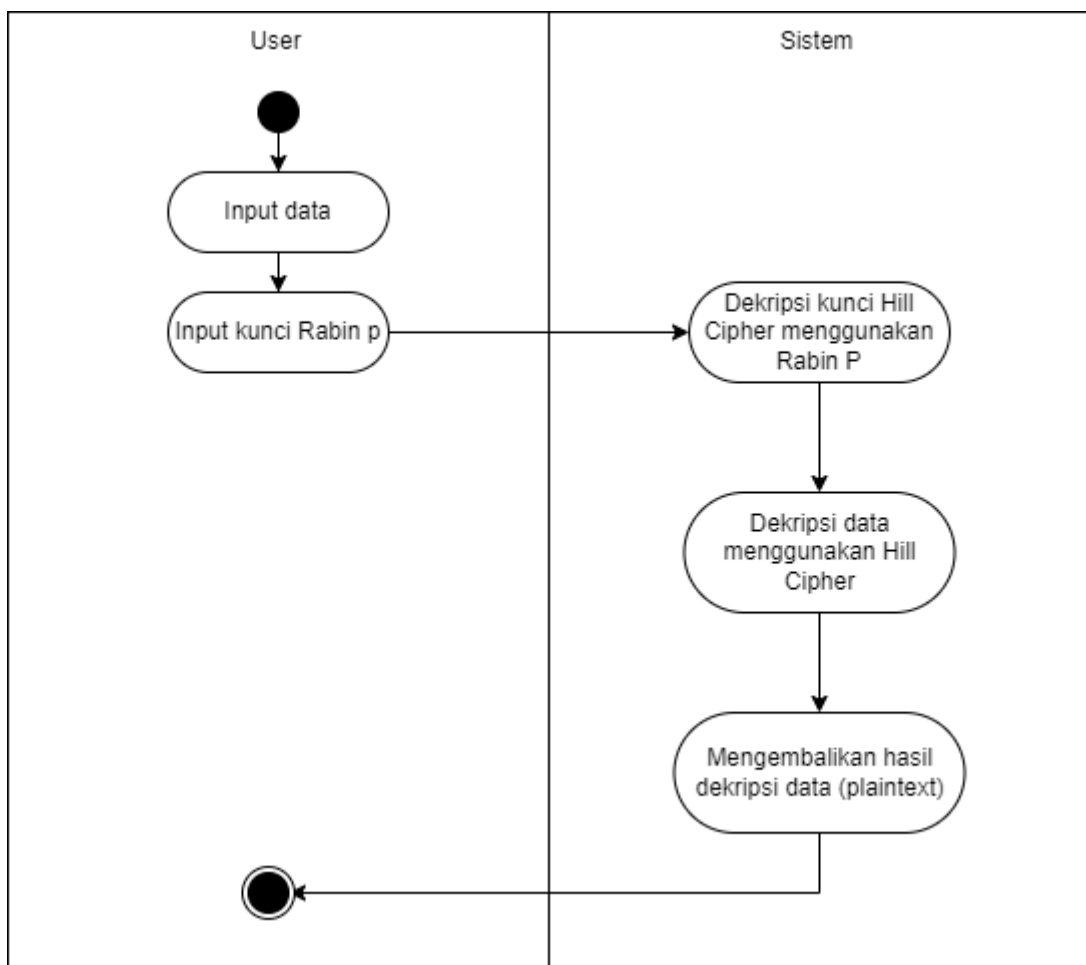 User
Sistem
Input data
Input kunci Rabin p
Dekripsi kunci Hill
Cipher menggunakan
Rabin P
Dekripsi data
menggunakan Hill
Cipher
Mengembalikan hasil
dekripsi data (plaintext)